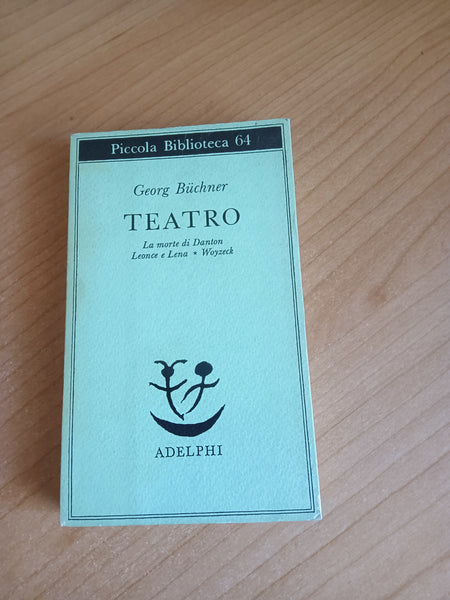 Piccola Biblioteca 64
Georg Büchner
TEATRO
La morte di Danton
Leonce e Lena ⋆ Woyzeck
ADELPHI